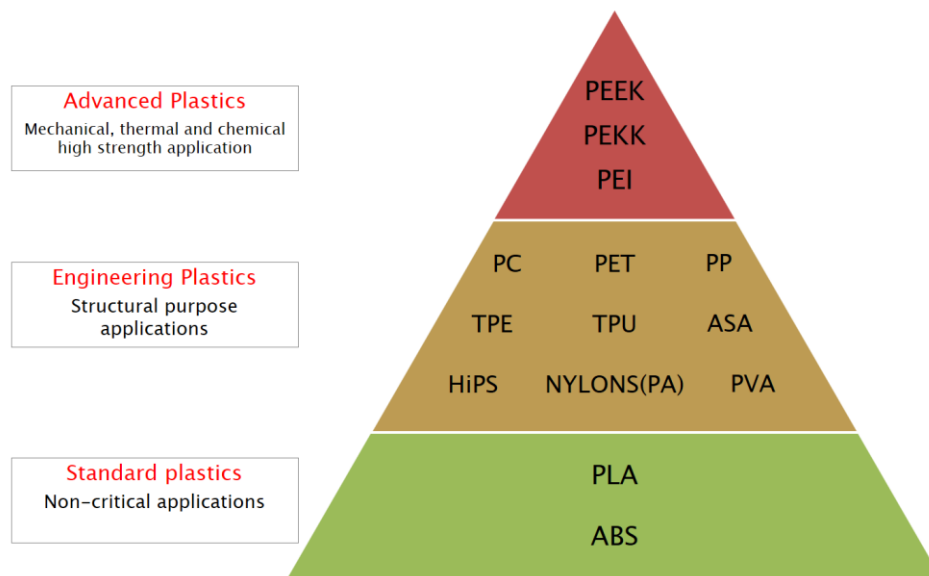 Advanced Plastics
Mechanical, thermal and chemical
high strength application
PEEK
PEKK
PEI
Engineering Plastics
Structural purpose
applications
PC PET PP
TPE TPU ASA
HiPS NYLONS(PA) PVA
Standard plastics
Non-critical applications
PLA
ABS